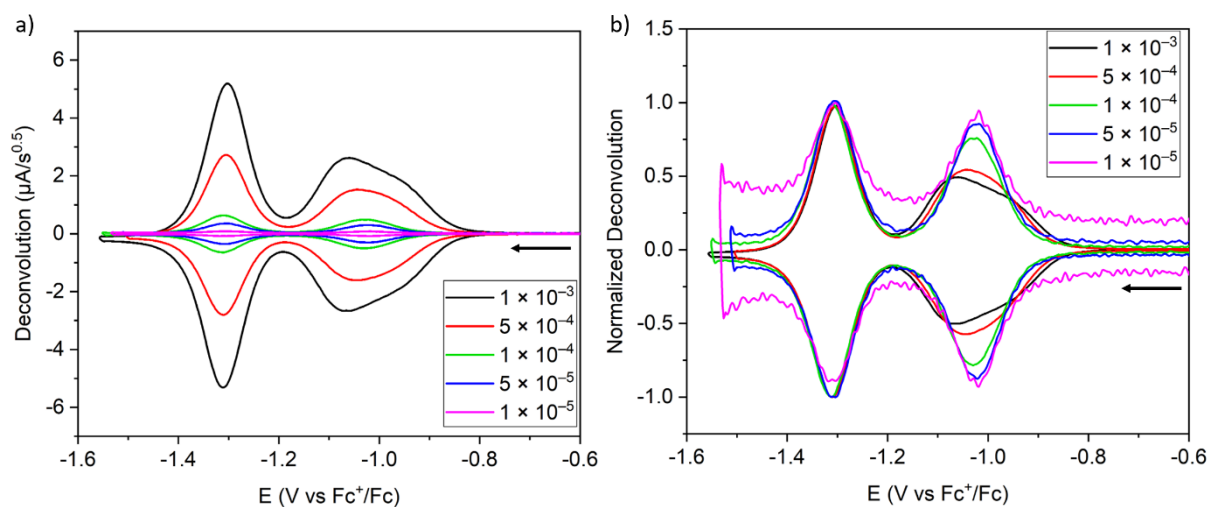 a)
Deconvolution (µA/s^0.5)
6
4
2
0
-2
-4
-6
1 × 10⁻³
5 × 10⁻⁴
1 × 10⁻⁴
5 × 10⁻⁵
1 × 10⁻⁵
-1.6 -1.4 -1.2 -1.0 -0.8 -0.6
E (V vs Fc⁺/Fc)
b)
Normalized Deconvolution
1.5
1.0
0.5
0.0
-0.5
-1.0
1 × 10⁻³
5 × 10⁻⁴
1 × 10⁻⁴
5 × 10⁻⁵
1 × 10⁻⁵
-1.6 -1.4 -1.2 -1.0 -0.8 -0.6
E (V vs Fc⁺/Fc)